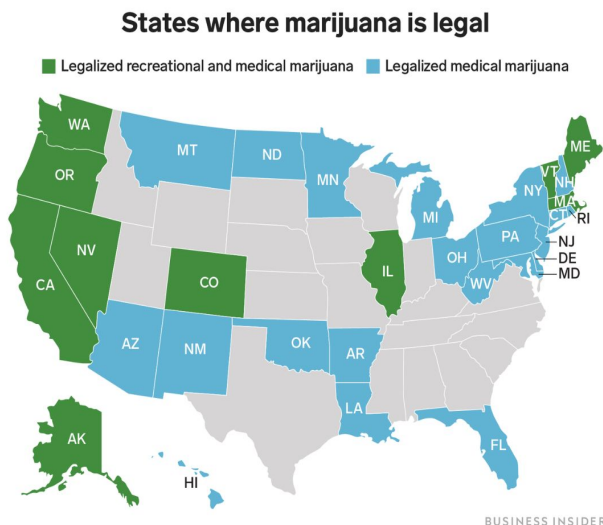 States where marijuana is legal
Legalized recreational and medical marijuana
Legalized medical marijuana
WA
MT
ND
MN
ME
VT
NH
OR
NY
MA
MI
CT
RI
NV
PA
NJ
OH
DE
CA
CO
IL
WV
MD
AZ
NM
OK
AR
LA
AK
FL
HI
BUSINESS INSIDER